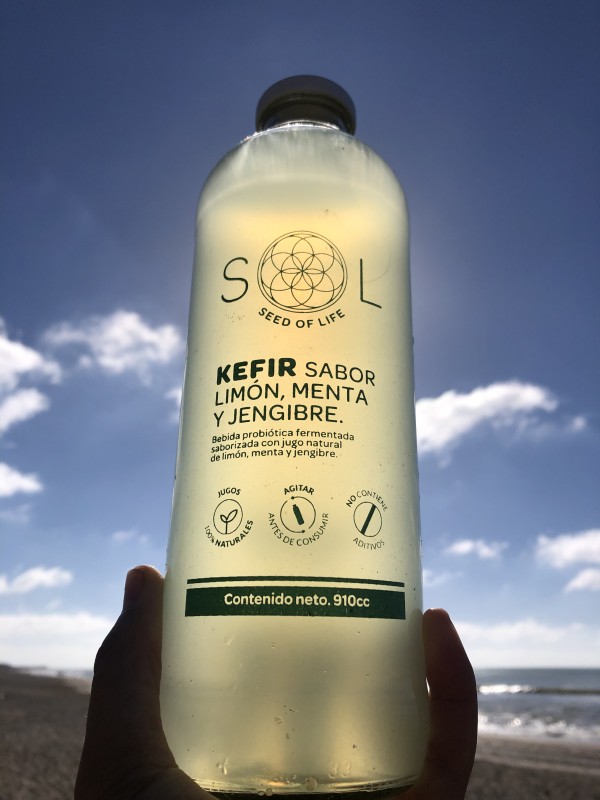 SOL
SEED OF LIFE
KEFIR SABOR
LIMÓN, MENTA
Y JENGIBRE.
Bebida probiótica fermentada
saborizada con jugo natural
de limón, menta y jengibre.
JUGOS
100% NATURALES
AGITAR
ANTES DE CONSUMIR
NO CONTIENE
ADITIVOS
Contenido neto. 910cc